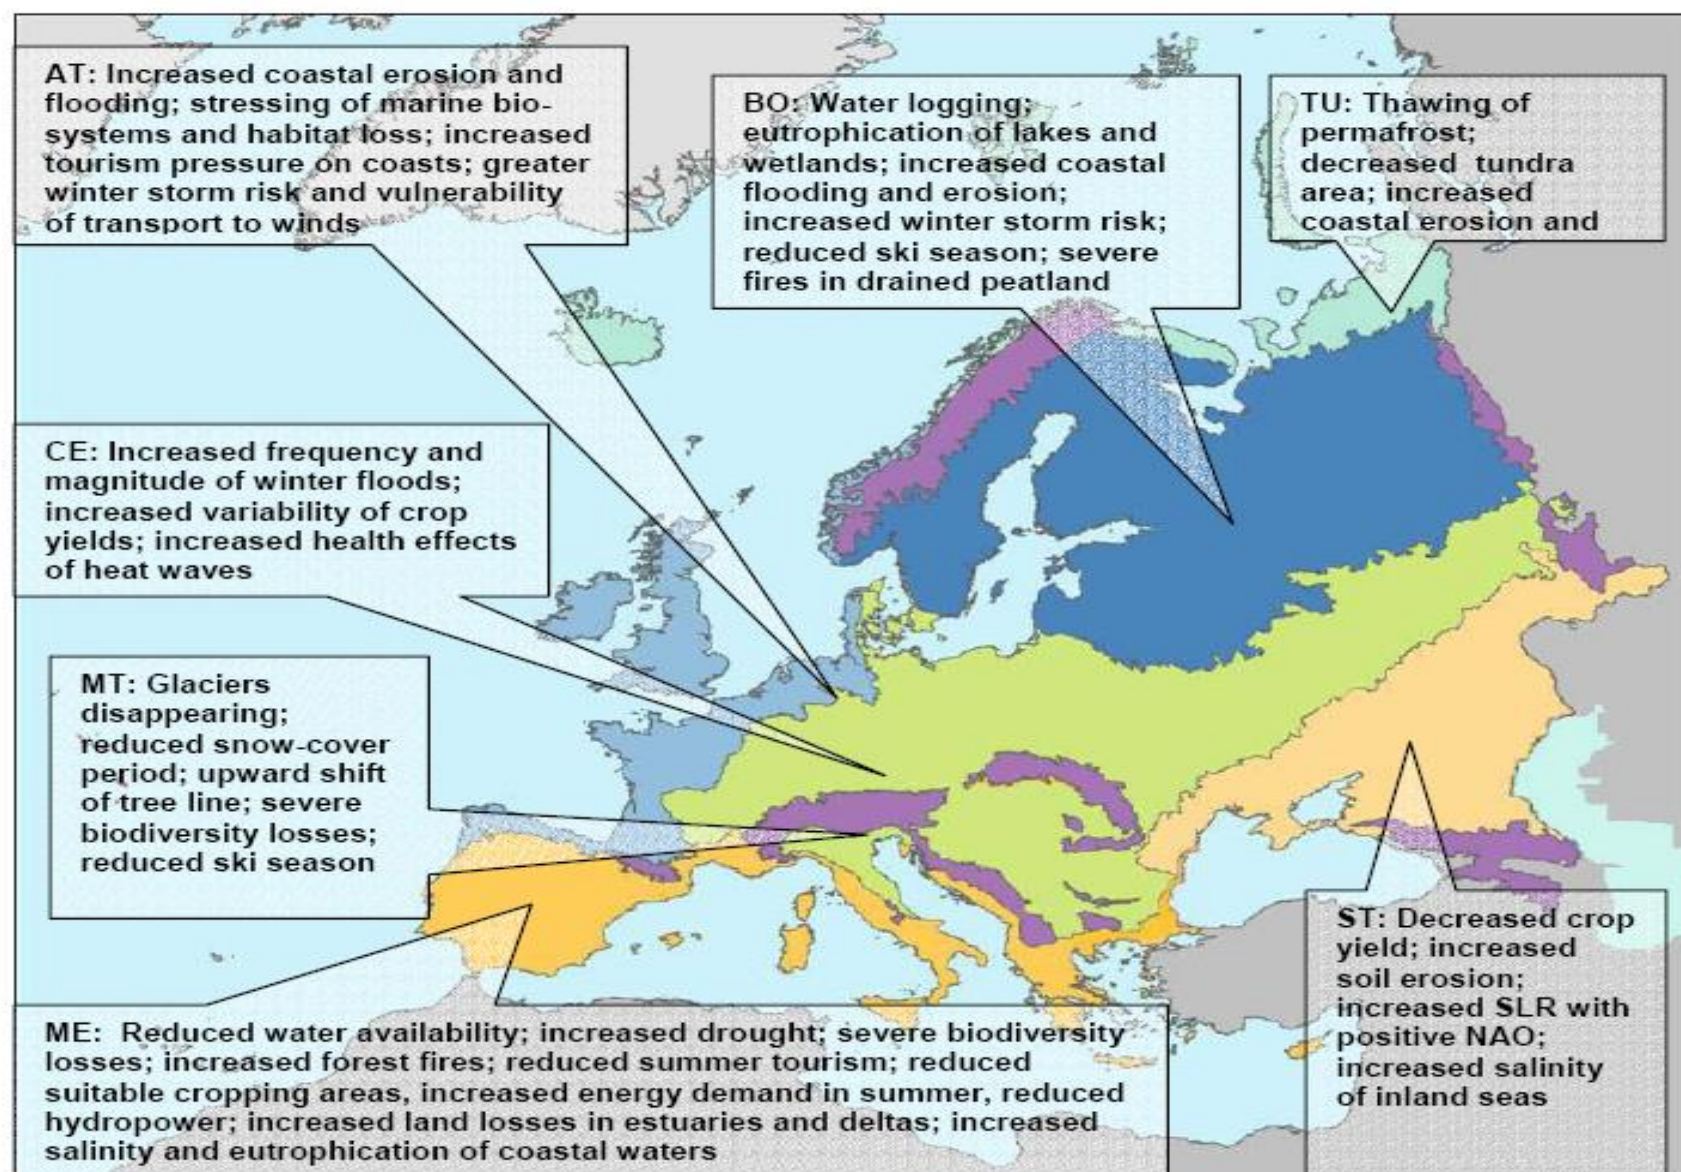 AT: Increased coastal erosion and
flooding; stressing of marine bio-
systems and habitat loss; increased
tourism pressure on coasts; greater
winter storm risk and vulnerability
of transport to winds
BO: Water logging;
eutrophication of lakes and
wetlands; increased coastal
flooding and erosion;
increased winter storm risk;
reduced ski season; severe
fires in drained peatland
TU: Thawing of
permafrost;
decreased tundra
area; increased
coastal erosion and
CE: Increased frequency and
magnitude of winter floods;
increased variability of crop
yields; increased health effects
of heat waves
MT: Glaciers
disappearing;
reduced snow-cover
period; upward shift
of tree line; severe
biodiversity losses;
reduced ski season
ST: Decreased crop
yield; increased
soil erosion;
increased SLR with
positive NAO;
increased salinity
of inland seas
ME: Reduced water availability; increased drought; severe biodiversity
losses; increased forest fires; reduced summer tourism; reduced
suitable cropping areas, increased energy demand in summer, reduced
hydropower; increased land losses in estuaries and deltas; increased
salinity and eutrophication of coastal waters